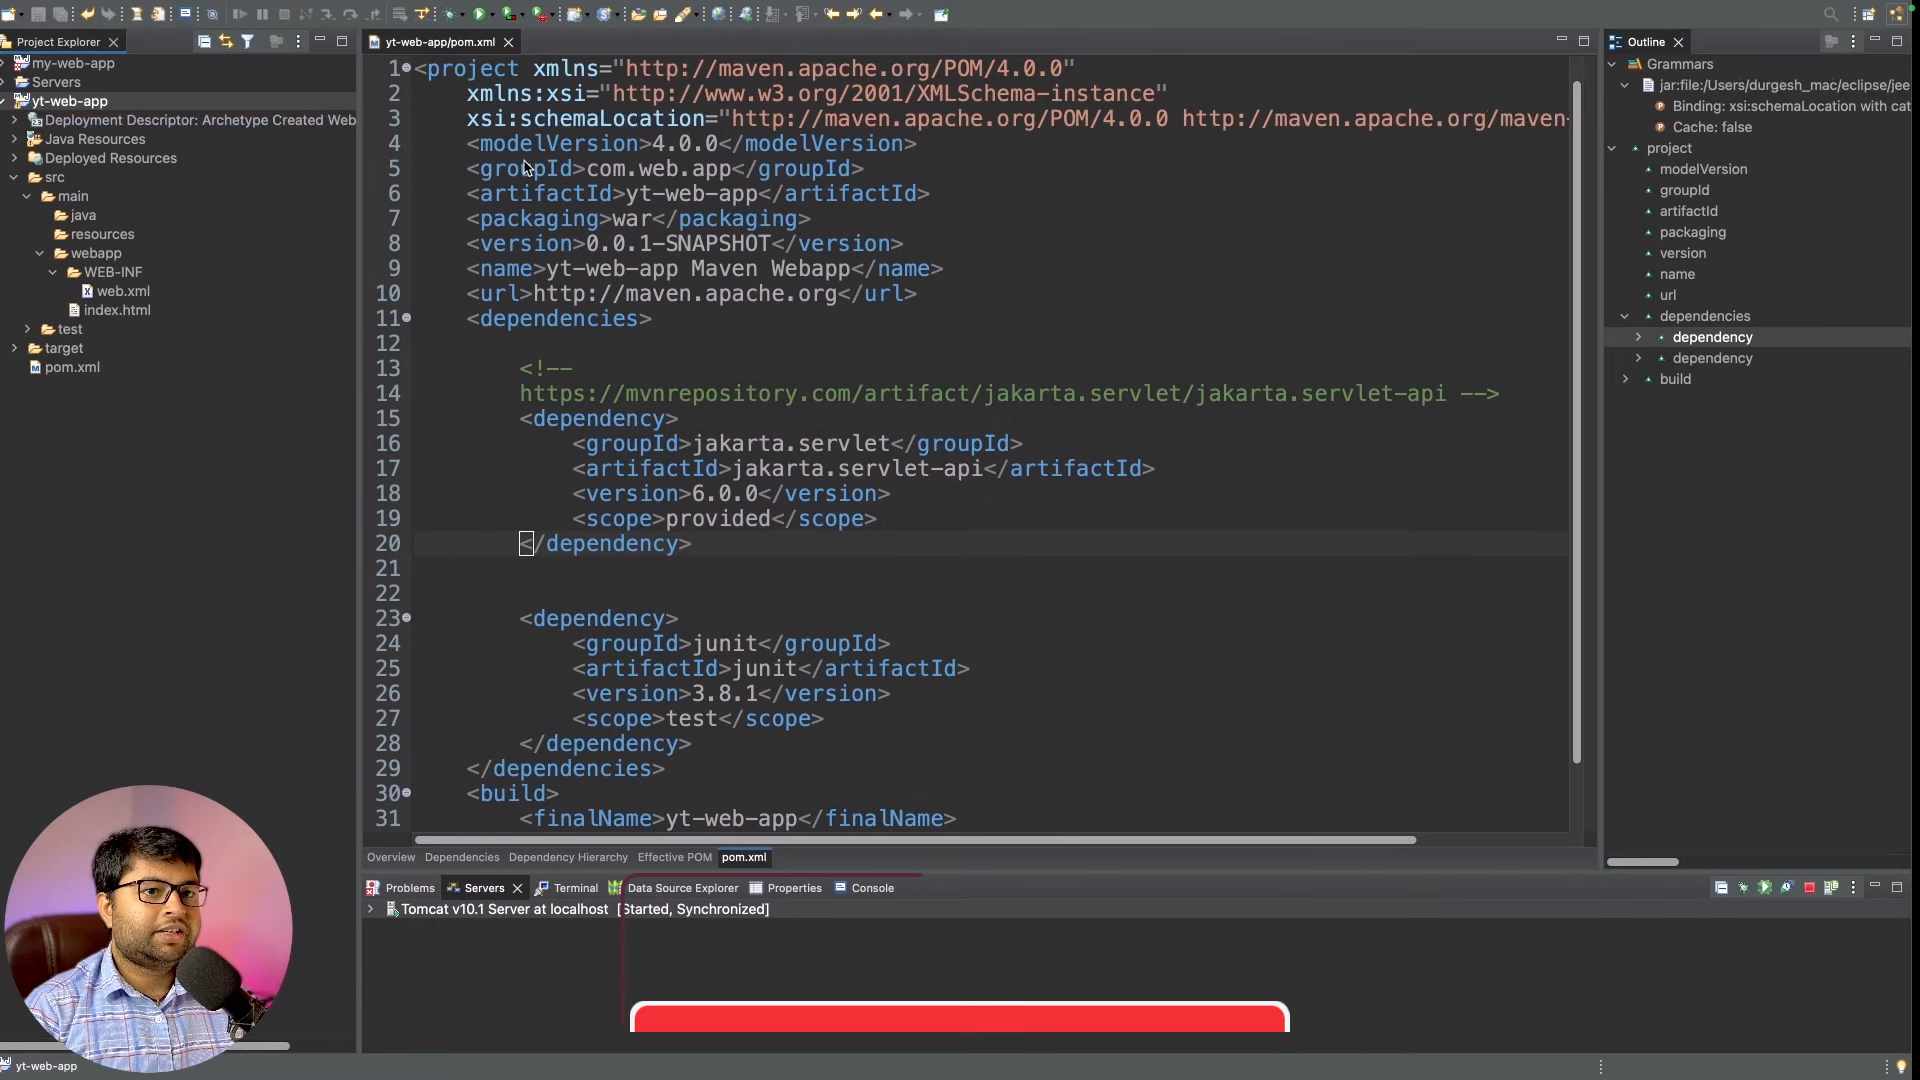 Project Explorer
my-web-app
Servers
yt-web-app
Deployment Descriptor: Archetype Created Web
Java Resources
Deployed Resources
src
main
java
resources
webapp
WEB-INF
web.xml
index.html
test
target
pom.xml
yt-web-app/pom.xml
1 <project xmlns="http://maven.apache.org/POM/4.0.0"
2 xmlns:xsi="http://www.w3.org/2001/XMLSchema-instance"
3 xsi:schemaLocation="http://maven.apache.org/POM/4.0.0 http://maven.apache.org/maven-
4 <modelVersion>4.0.0</modelVersion>
5 <groupId>com.web.app</groupId>
6 <artifactId>yt-web-app</artifactId>
7 <packaging>war</packaging>
8 <version>0.0.1-SNAPSHOT</version>
9 <name>yt-web-app Maven Webapp</name>
10 <url>http://maven.apache.org</url>
11 <dependencies>
12
13 <!--
14 https://mvnrepository.com/artifact/jakarta.servlet/jakarta.servlet-api -->
15 <dependency>
16 <groupId>jakarta.servlet</groupId>
17 <artifactId>jakarta.servlet-api</artifactId>
18 <version>6.0.0</version>
19 <scope>provided</scope>
20 </dependency>
21
22
23 <dependency>
24 <groupId>junit</groupId>
25 <artifactId>junit</artifactId>
26 <version>3.8.1</version>
27 <scope>test</scope>
28 </dependency>
29 </dependencies>
30 <build>
31 <finalName>yt-web-app</finalName>
Overview Dependencies Dependency Hierarchy Effective POM pom.xml
Problems Servers Terminal Data Source Explorer Properties Console
Tomcat v10.1 Server at localhost [Started, Synchronized]
Outline
Grammars
jar:file:/Users/durgesh_mac/eclipse/jee
Binding: xsi:schemaLocation with cat
Cache: false
project
modelVersion
groupId
artifactId
packaging
version
name
url
dependencies
dependency
dependency
build
yt-web-app